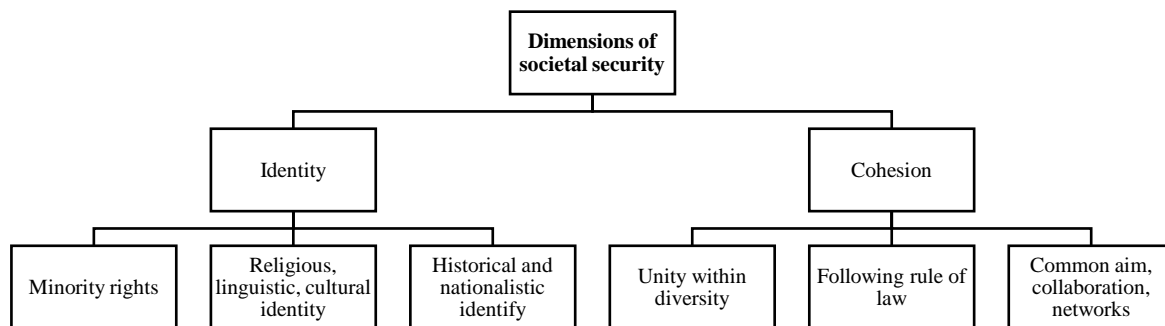 Dimensions of
societal security
Identity
Cohesion
Minority rights
Religious,
linguistic, cultural
identity
Historical and
nationalistic
identify
Unity within
diversity
Following rule of
law
Common aim,
collaboration,
networks